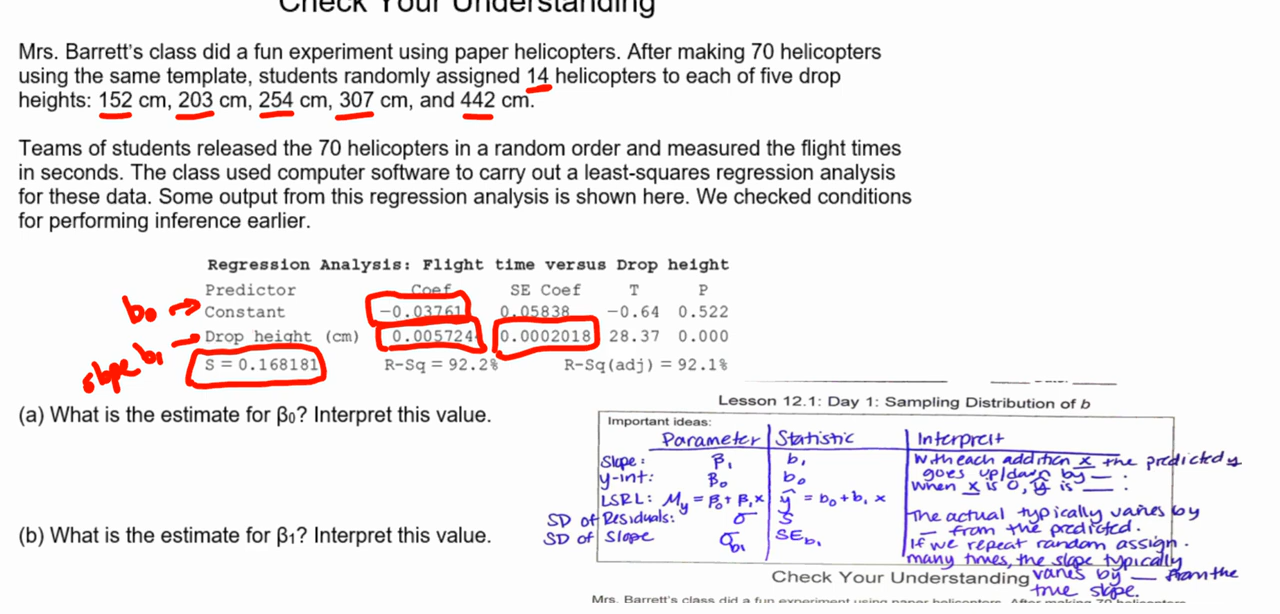 Check Your Understanding
Mrs. Barrett's class did a fun experiment using paper helicopters. After making 70 helicopters
using the same template, students randomly assigned 14 helicopters to each of five drop
heights: 152 cm, 203 cm, 254 cm, 307 cm, and 442 cm.
Teams of students released the 70 helicopters in a random order and measured the flight times
in seconds. The class used computer software to carry out a least-squares regression analysis
for these data. Some output from this regression analysis is shown here. We checked conditions
for performing inference earlier.
Regression Analysis: Flight time versus Drop height
Predictor Coef SE Coef T P
b₀ → Constant -0.03761 0.05838 -0.64 0.522
slope b₁ → Drop height (cm) 0.005724 0.0002018 28.37 0.000
S = 0.168181 R-Sq = 92.2% R-Sq(adj) = 92.1%
(a) What is the estimate for β₀? Interpret this value.
(b) What is the estimate for β₁? Interpret this value.
Lesson 12.1: Day 1: Sampling Distribution of b
Important ideas:
Parameter Statistic Interpret
Slope: β₁ b₁ With each addition x the predicted y
goes up/down by — .
y-int: β₀ b₀ When x is 0, ŷ is — .
LSRL: μy = β₀ + β₁x ŷ = b₀ + b₁ x
SD of Residuals: σ s The actual typically varies by
— from the predicted.
SD of Slope σb₁ SEb₁ If we repeat random assign.
many times, the slope typically
varies by — from the
true slope.
Check Your Understanding
Mrs. Barrett's class did a fun experiment using paper helicopters. After making 70 helicopters